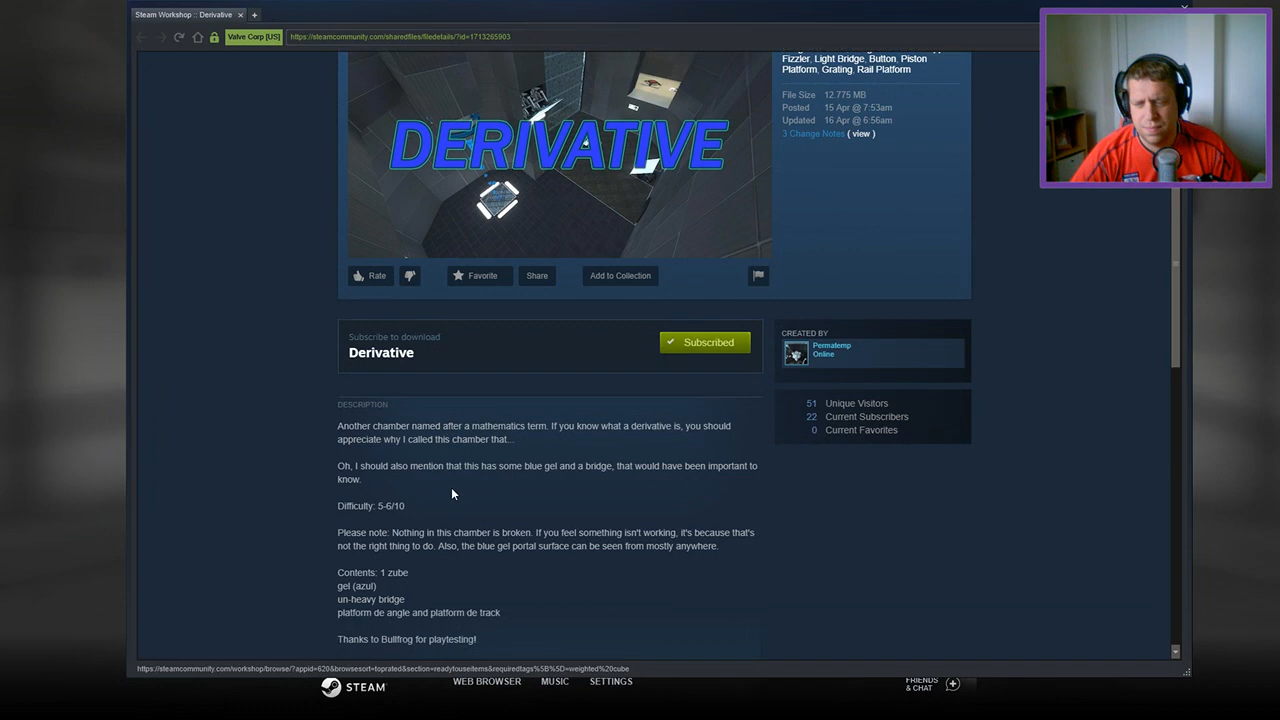 Steam Workshop :: Derivative
Valve Corp [US]
https://steamcommunity.com/sharedfiles/filedetails/?id=1713265903
Fizzler, Light Bridge, Button, Piston
Platform, Grating, Rail Platform
File Size 12.775 MB
Posted 15 Apr @ 7:53am
Updated 16 Apr @ 6:56am
3 Change Notes ( view )
DERIVATIVE
Rate
Favorite
Share
Add to Collection
Subscribe to download
Derivative
Subscribed
CREATED BY
Permatemp
Online
51 Unique Visitors
22 Current Subscribers
0 Current Favorites
DESCRIPTION
Another chamber named after a mathematics term. If you know what a derivative is, you should
appreciate why I called this chamber that...
Oh, I should also mention that this has some blue gel and a bridge, that would have been important to
know.
Difficulty: 5-6/10
Please note: Nothing in this chamber is broken. If you feel something isn't working, it's because that's
not the right thing to do. Also, the blue gel portal surface can be seen from mostly anywhere.
Contents: 1 zube
gel (azul)
un-heavy bridge
platform de angle and platform de track
Thanks to Bullfrog for playtesting!
https://steamcommunity.com/workshop/browse/?appid=620&browsesort=toprated&section=readytouseitems&requiredtags%5B%5D=weighted%20cube
STEAM
WEB BROWSER
MUSIC
SETTINGS
FRIENDS
& CHAT